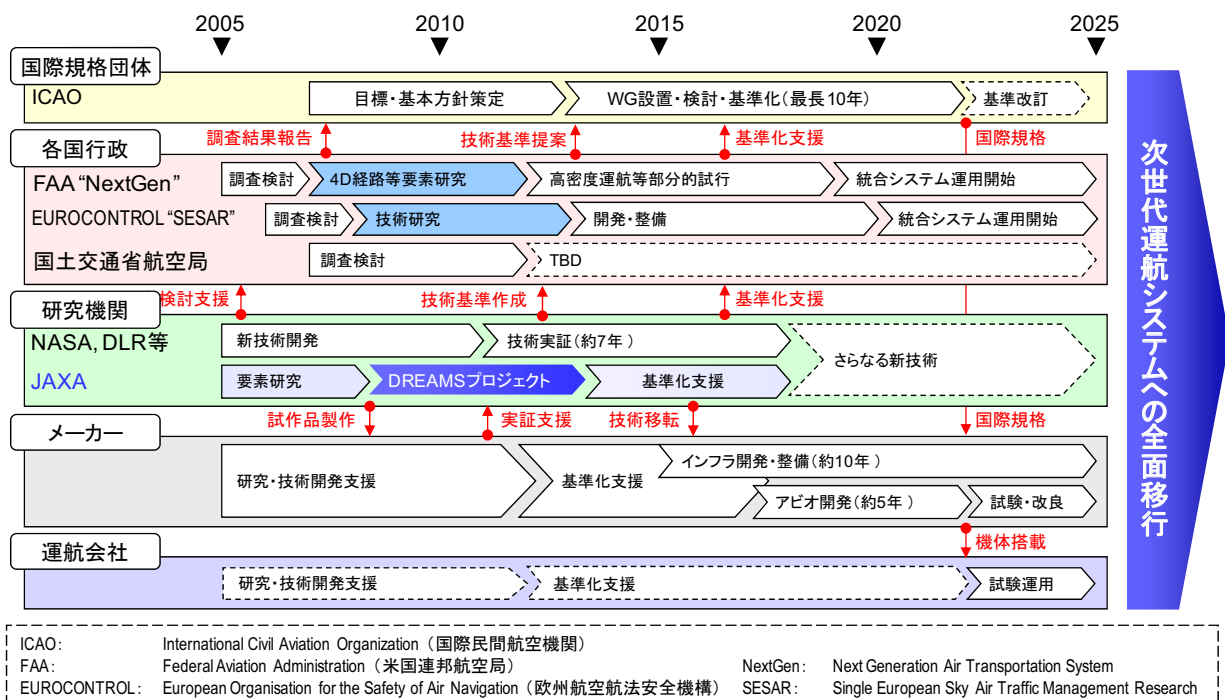 2005 2010 2015 2020 2025
国際規格団体
ICAO
目標・基本方針策定
WG設置・検討・基準化（最長10年）
基準改訂
調査結果報告
技術基準提案
基準化支援
国際規格
各国行政
FAA “NextGen”
調査検討
4D経路等要素研究
高密度運航等部分的試行
統合システム運用開始
EUROCONTROL “SESAR”
調査検討
技術研究
開発・整備
統合システム運用開始
国土交通省航空局
調査検討
TBD
検討支援
技術基準作成
基準化支援
研究機関
NASA, DLR等
新技術開発
技術実証（約7年）
さらなる新技術
JAXA
要素研究
DREAMSプロジェクト
基準化支援
試作品製作
実証支援
技術移転
国際規格
メーカー
研究・技術開発支援
基準化支援
インフラ開発・整備（約10年）
アビオ開発（約5年）
試験・改良
機体搭載
運航会社
研究・技術開発支援
基準化支援
試験運用
次世代運航システムへの全面移行
ICAO： International Civil Aviation Organization（国際民間航空機関）
FAA： Federal Aviation Administration（米国連邦航空局） NextGen： Next Generation Air Transportation System
EUROCONTROL： European Organisation for the Safety of Air Navigation（欧州航空航法安全機構） SESAR： Single European Sky Air Traffic Management Research